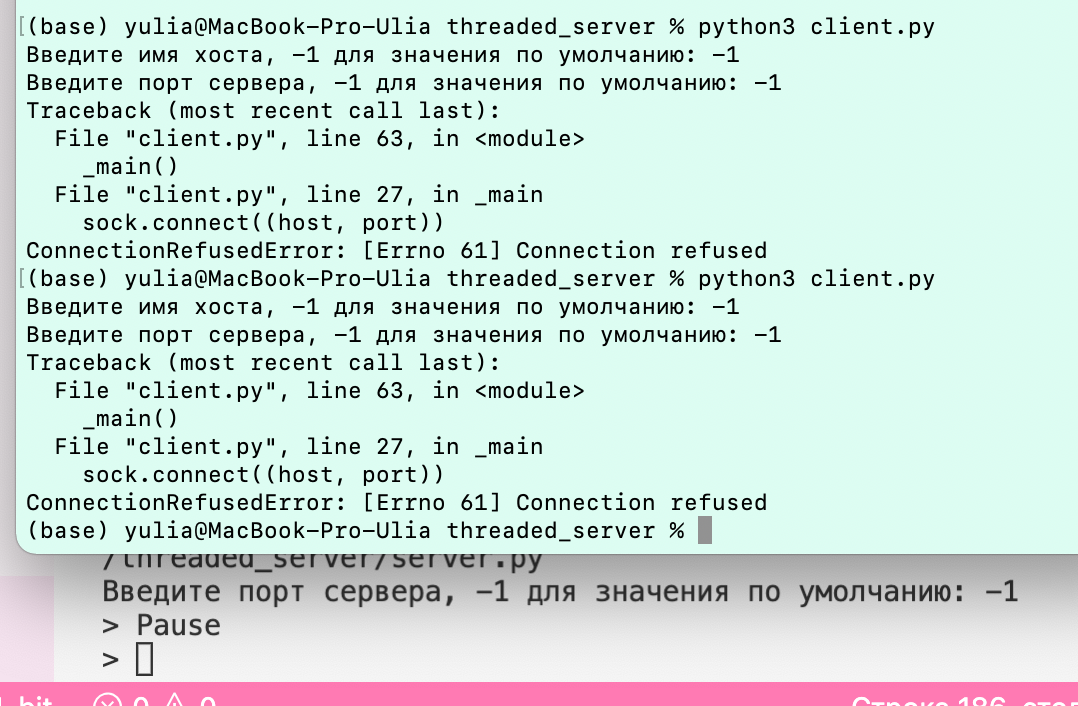 (base) yulia@MacBook-Pro-Ulia threaded_server % python3 client.py
Введите имя хоста, -1 для значения по умолчанию: -1
Введите порт сервера, -1 для значения по умолчанию: -1
Traceback (most recent call last):
  File "client.py", line 63, in <module>
    _main()
  File "client.py", line 27, in _main
    sock.connect((host, port))
ConnectionRefusedError: [Errno 61] Connection refused
(base) yulia@MacBook-Pro-Ulia threaded_server % python3 client.py
Введите имя хоста, -1 для значения по умолчанию: -1
Введите порт сервера, -1 для значения по умолчанию: -1
Traceback (most recent call last):
  File "client.py", line 63, in <module>
    _main()
  File "client.py", line 27, in _main
    sock.connect((host, port))
ConnectionRefusedError: [Errno 61] Connection refused
(base) yulia@MacBook-Pro-Ulia threaded_server %
/threaded_server/server.py
Введите порт сервера, -1 для значения по умолчанию: -1
> Pause
>
bit 0 0 Строка 186,